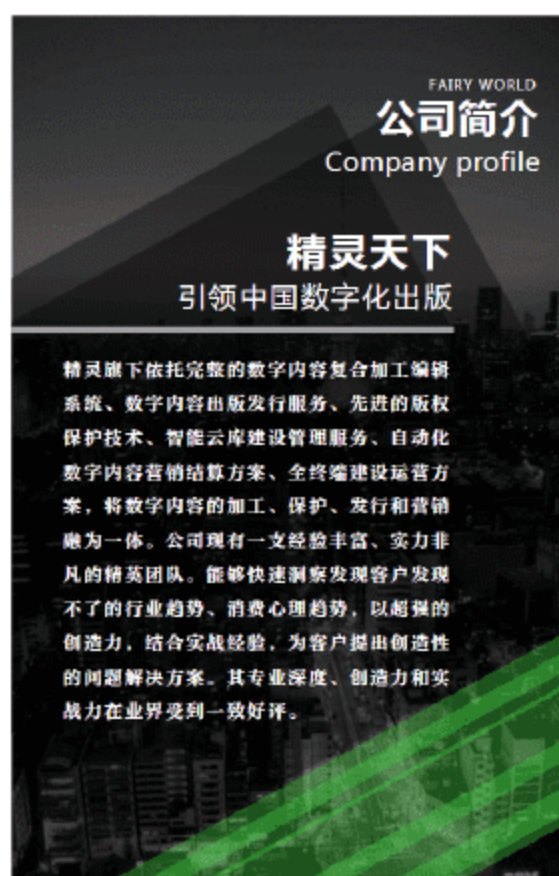 FAIRY WORLD
公司简介
Company profile
精灵天下
引领中国数字化出版
精灵旗下依托完整的数字内容复合加工编辑
系统、数字内容出版发行服务、先进的版权
保护技术、智能云库建设管理服务、自动化
数字内容营销结算方案、全终端建设运营方
案，将数字内容的加工、保护、发行和营销
融为一体。公司现有一支经验丰富、实力非
凡的精英团队。能够快速洞察发现客户发现
不了的行业趋势、消费心理趋势，以超强的
创造力，结合实战经验，为客户提出创造性
的问题解决方案。其专业深度、创造力和实
战力在业界受到一致好评。